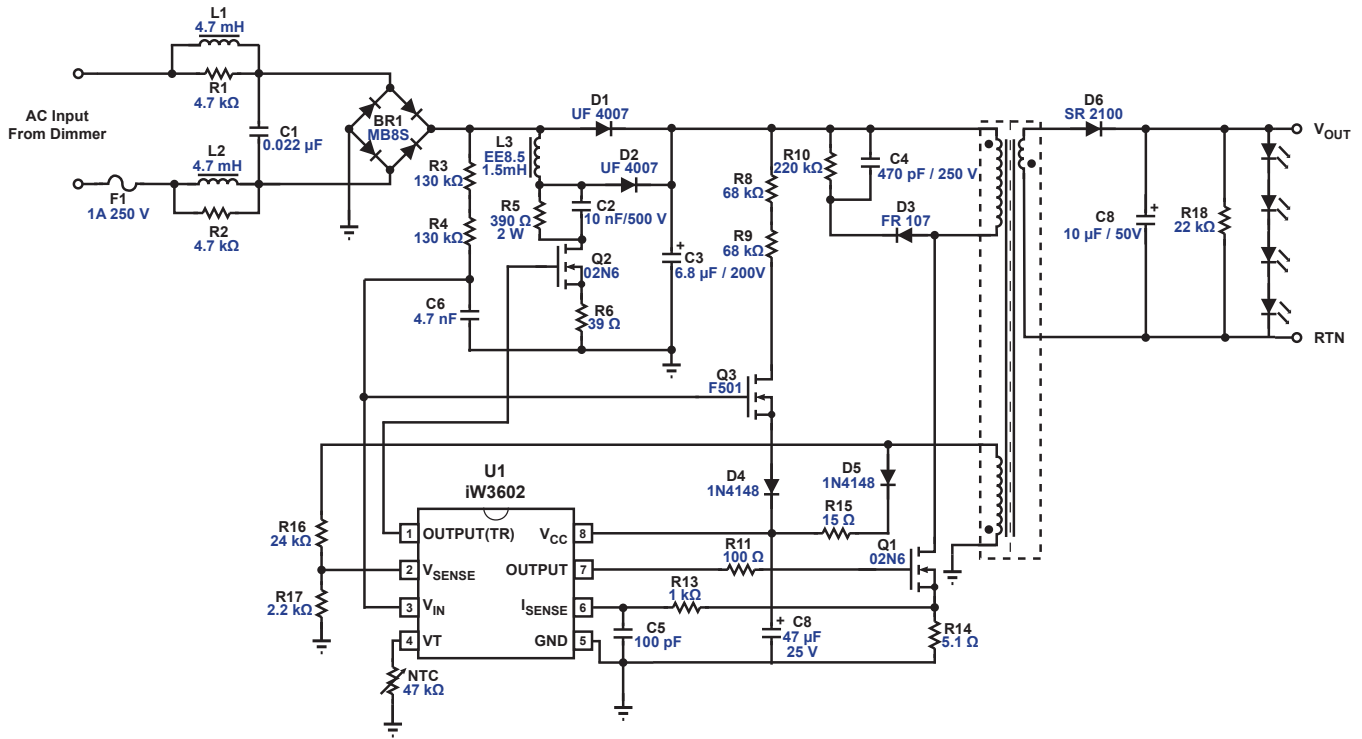 L1
4.7 mH
R1
4.7 kΩ
AC Input
From Dimmer
C1
0.022 µF
L2
4.7 mH
F1
1A 250 V
R2
4.7 kΩ
BR1
MB8S
D1
UF 4007
L3
EE8.5
1.5mH
D2
UF 4007
R3
130 kΩ
R4
130 kΩ
R5
390 Ω
2 W
C2
10 nF/500 V
Q2
02N6
C3
6.8 µF / 200V
+
C6
4.7 nF
R6
39 Ω
R8
68 kΩ
R9
68 kΩ
R10
220 kΩ
C4
470 pF / 250 V
D3
FR 107
D6
SR 2100
VOUT
C8
10 µF / 50V
+
R18
22 kΩ
RTN
Q3
F501
D4
1N4148
D5
1N4148
R15
15 Ω
U1
iW3602
1
OUTPUT(TR)
VCC
8
2
VSENSE
OUTPUT
7
3
VIN
ISENSE
6
4
VT
GND
5
R16
24 kΩ
R17
2.2 kΩ
NTC
47 kΩ
R11
100 Ω
Q1
02N6
R13
1 kΩ
C5
100 pF
+
C8
47 µF
25 V
R14
5.1 Ω